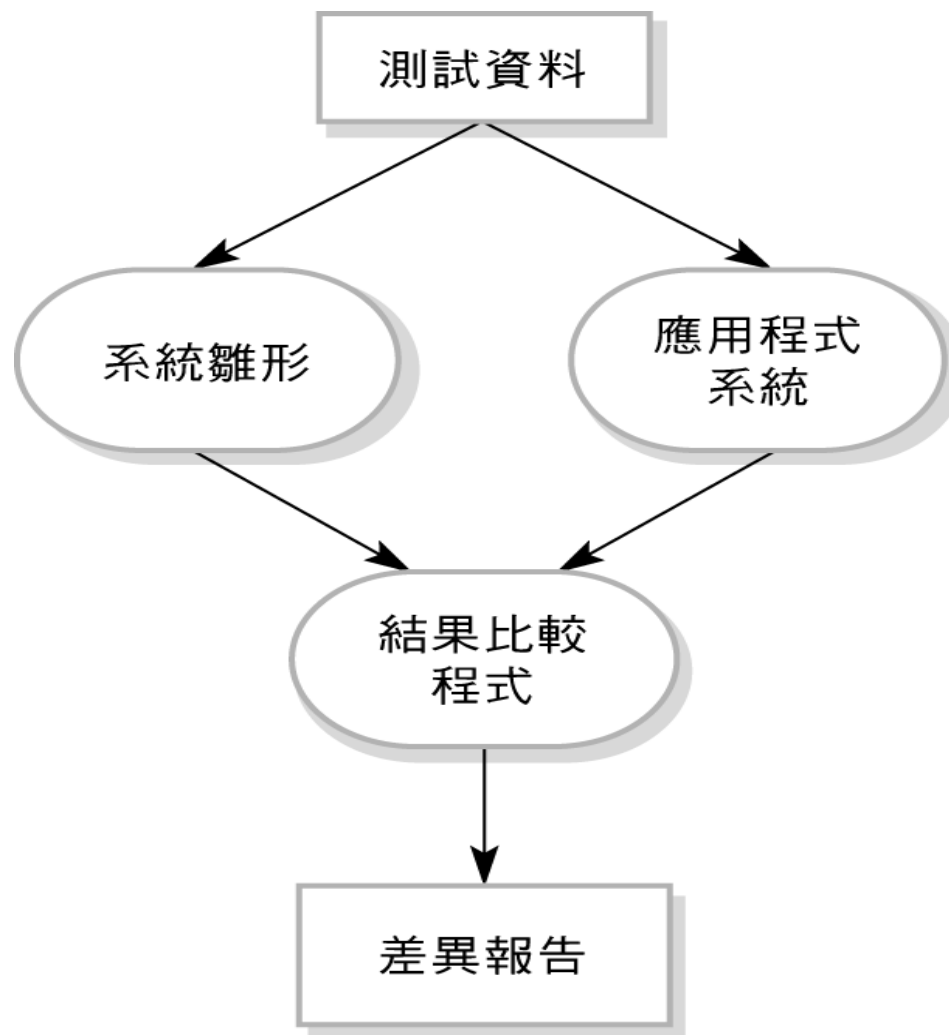 測試資料
系統雛形
應用程式
系統
結果比較
程式
差異報告